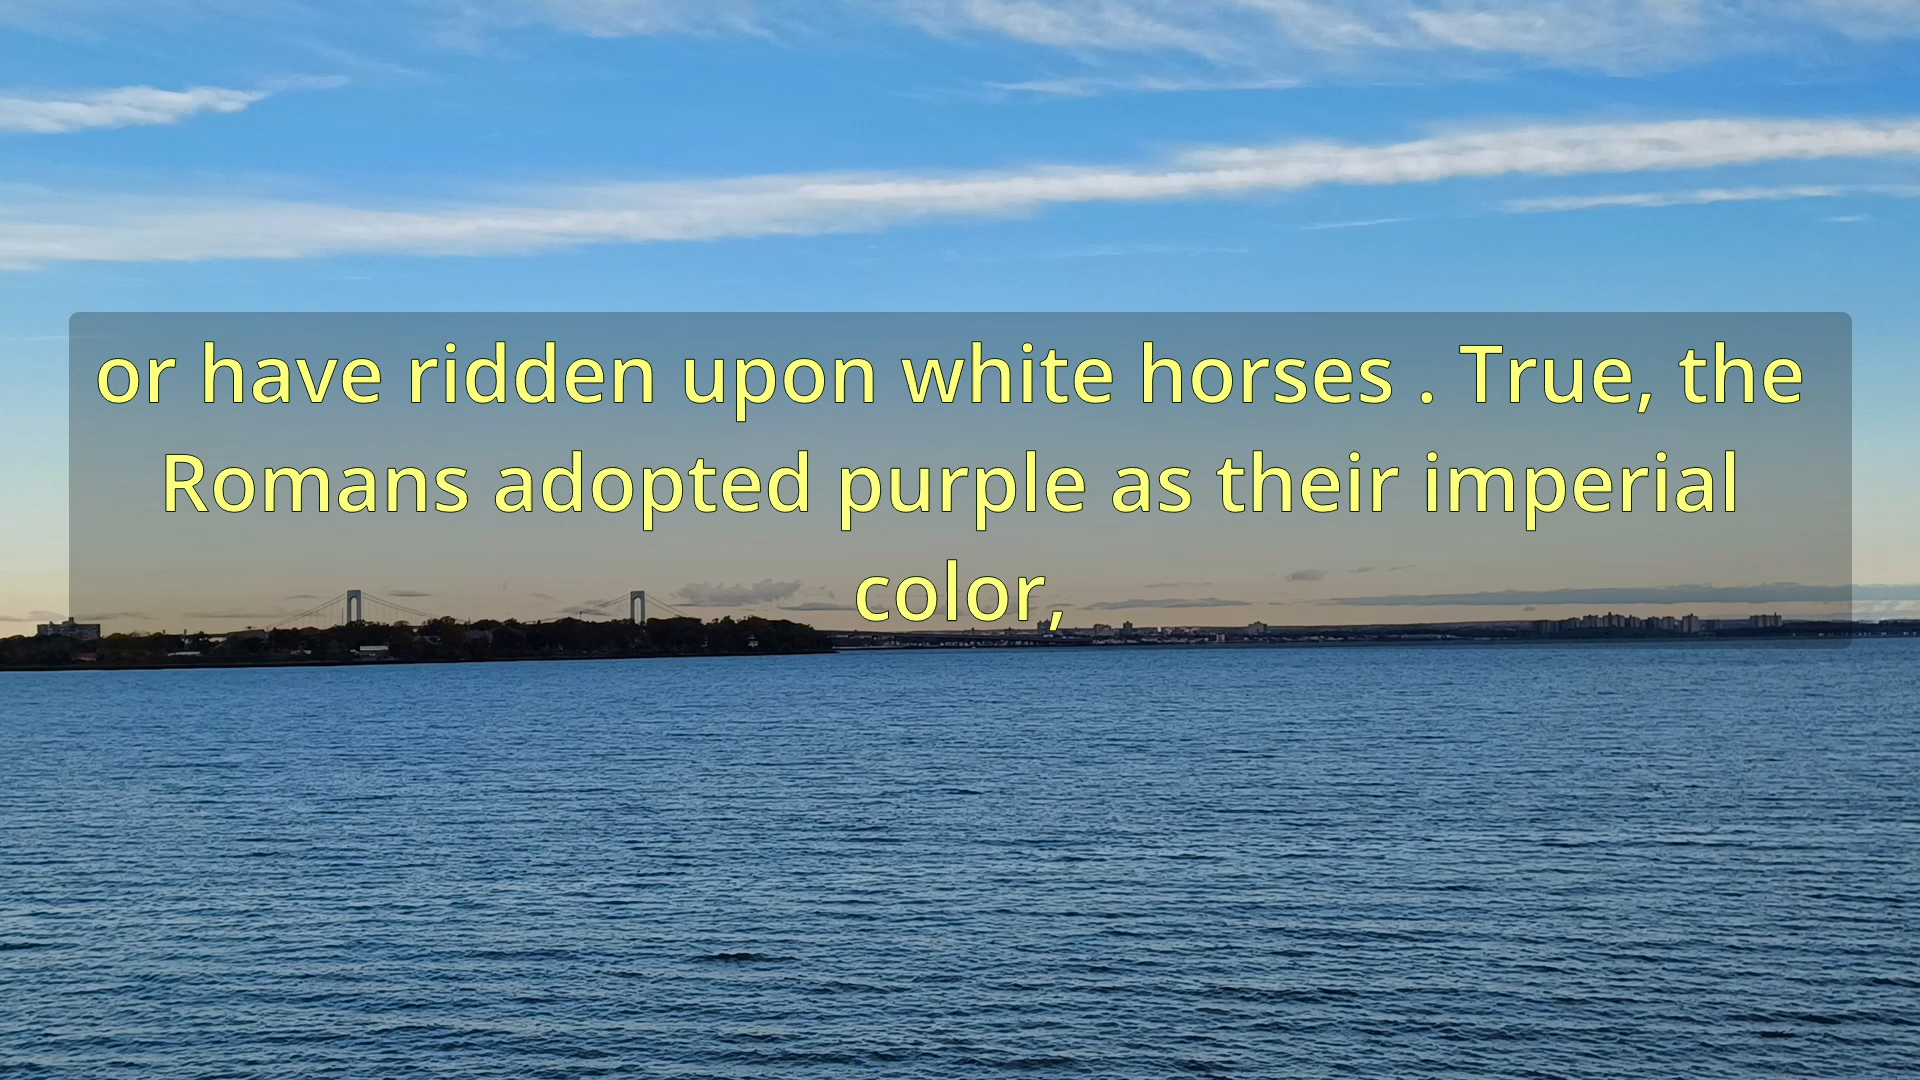 or have ridden upon white horses . True, the
Romans adopted purple as their imperial
color,